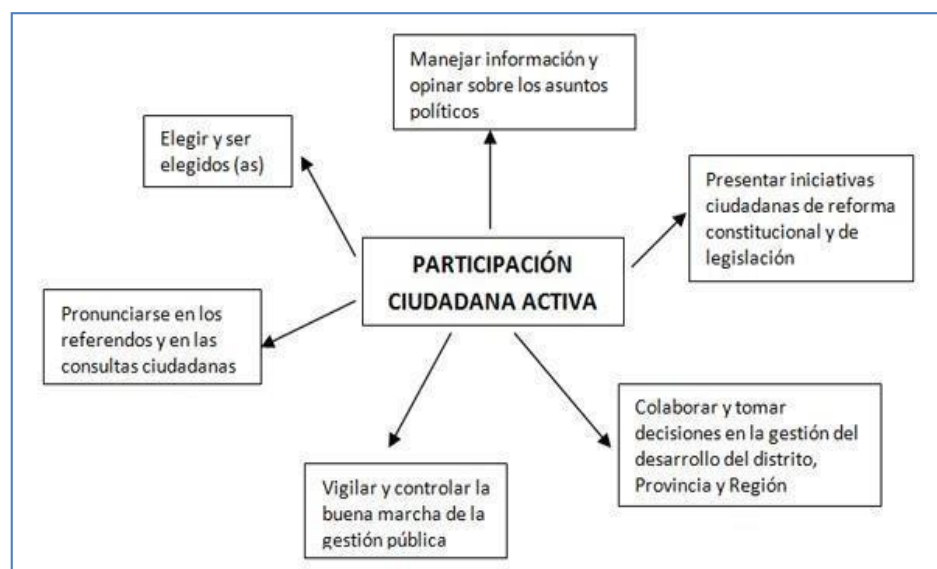 Manejar información y
opinar sobre los asuntos
políticos
Elegir y ser
elegidos (as)
Presentar iniciativas
ciudadanas de reforma
constitucional y de
legislación
PARTICIPACIÓN
CIUDADANA ACTIVA
Pronunciarse en los
referendos y en las
consultas ciudadanas
Colaborar y tomar
decisiones en la gestión del
desarrollo del distrito,
Provincia y Región
Vigilar y controlar la
buena marcha de la
gestión pública